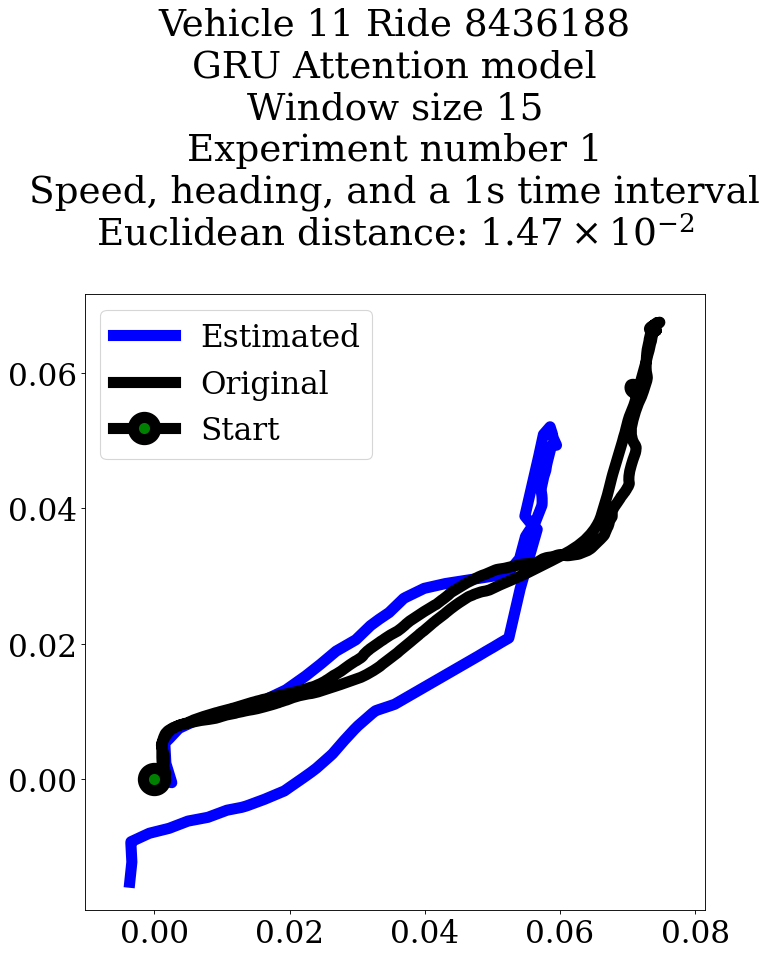 Vehicle 11 Ride 8436188
GRU Attention model
Window size 15
Experiment number 1
Speed, heading, and a 1s time interval
Euclidean distance: 1.47 × 10⁻²
Estimated
Original
Start
0.06
0.04
0.02
0.00
0.00 0.02 0.04 0.06 0.08